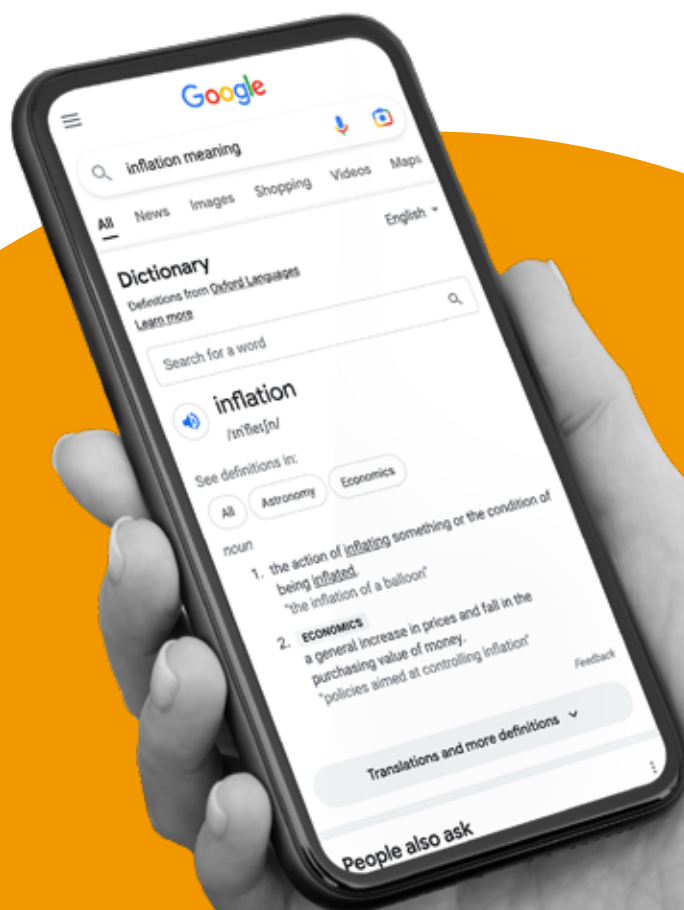 Google
inflation meaning
All News Images Shopping Videos Maps
Dictionary
English
Definitions from Oxford Languages
Learn more
Search for a word
inflation
/ɪnˈfleɪʃn/
See definitions in:
All Astronomy Economics
noun
1. the action of inflating something or the condition of
being inflated.
"the inflation of a balloon"
2. ECONOMICS
a general increase in prices and fall in the
purchasing value of money.
"policies aimed at controlling inflation"
Feedback
Translations and more definitions
People also ask